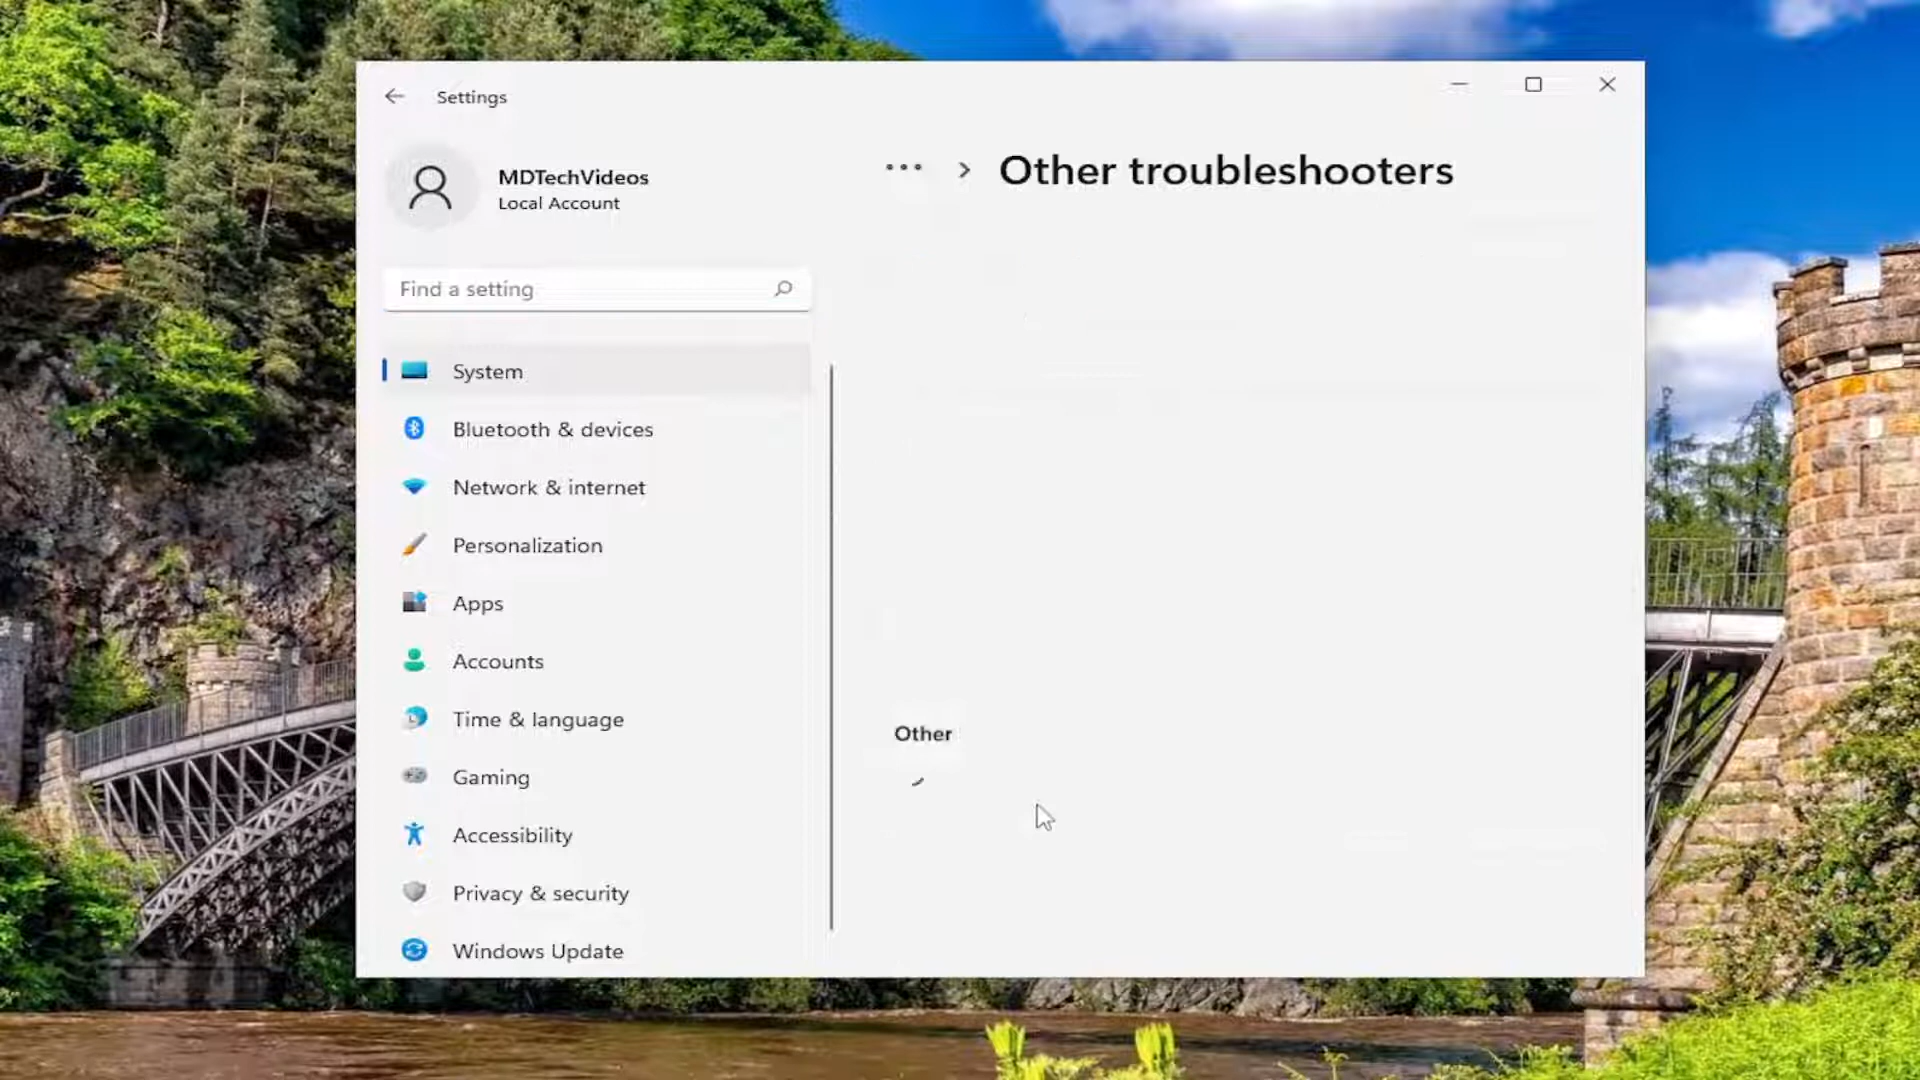 Settings
MDTechVideos
Local Account
Find a setting
System
Bluetooth & devices
Network & internet
Personalization
Apps
Accounts
Time & language
Gaming
Accessibility
Privacy & security
Windows Update
... > Other troubleshooters
Other